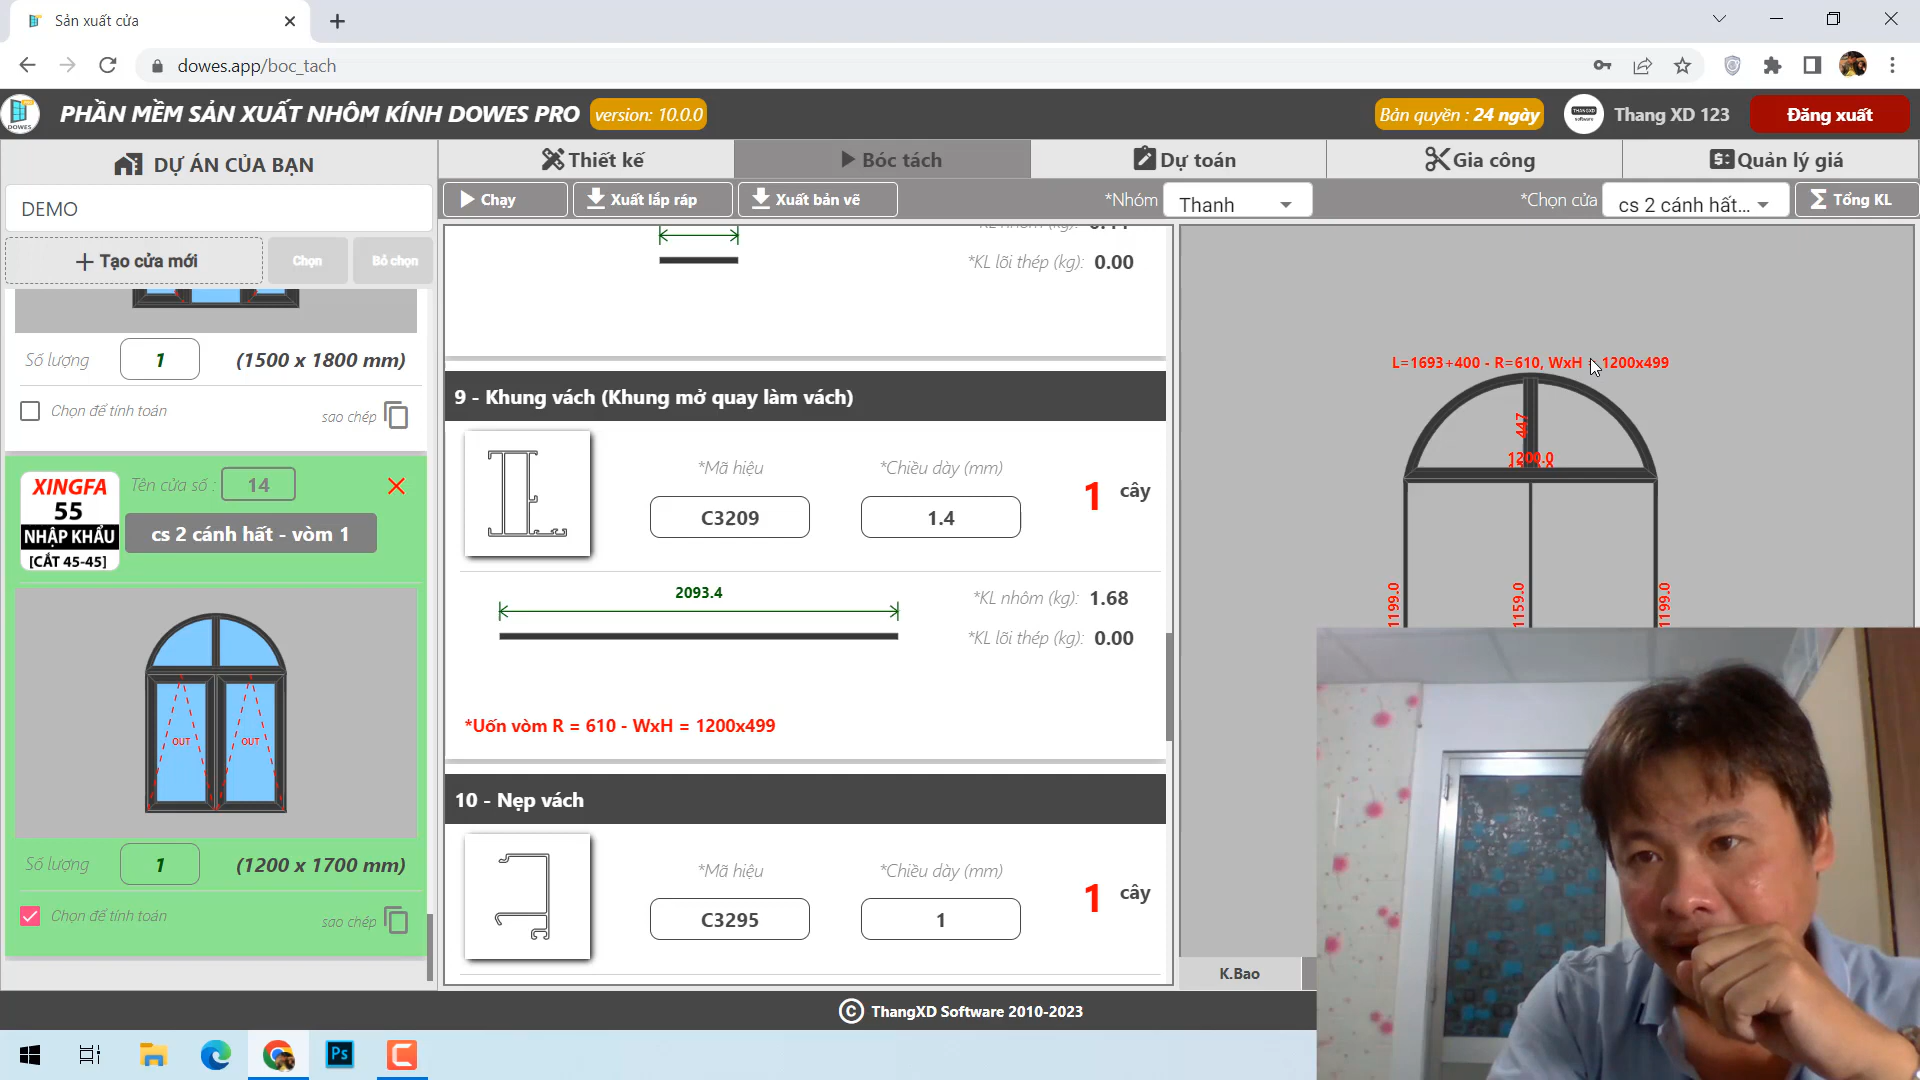 Sản xuất cửa
dowes.app/boc_tach
DOWES
PHẦN MỀM SẢN XUẤT NHÔM KÍNH DOWES PRO
version: 10.0.0
Bản quyền : 24 ngày
Thang XD 123
Đăng xuất
DỰ ÁN CỦA BẠN
Thiết kế
Bóc tách
Dự toán
Gia công
Quản lý giá
DEMO
Chạy
Xuất lắp ráp
Xuất bản vẽ
*Nhóm
Thanh
*Chọn cửa
cs 2 cánh hất...
Tổng KL
Tạo cửa mới
Chọn
Bỏ chọn
Số lượng
1
(1500 x 1800 mm)
Chọn để tính toán
sao chép
XINGFA
55
NHẬP KHẨU
[CẮT 45-45]
Tên cửa số :
14
cs 2 cánh hất - vòm 1
OUT
OUT
Số lượng
1
(1200 x 1700 mm)
Chọn để tính toán
sao chép
*KL lõi thép (kg):
0.00
9 - Khung vách (Khung mở quay làm vách)
*Mã hiệu
*Chiều dày (mm)
C3209
1.4
1 cây
2093.4
*KL nhôm (kg):
1.68
*KL lõi thép (kg):
0.00
*Uốn vòm R = 610 - WxH = 1200x499
10 - Nẹp vách
*Mã hiệu
*Chiều dày (mm)
C3295
1
1 cây
L=1693+400 - R=610, WxH = 1200x499
447
1200.0
1199.0
1159.0
1199.0
K.Bao
© ThangXD Software 2010-2023
Ps